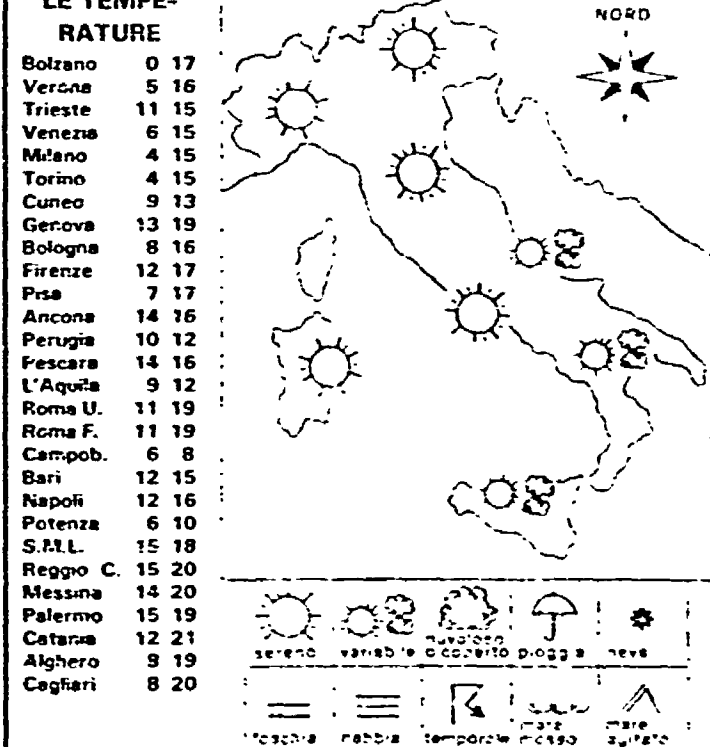 LE TEMPE-
RATURE
Bolzano 0 17
Verona 5 16
Trieste 11 15
Venezia 6 15
Milano 4 15
Torino 4 15
Cuneo 9 13
Genova 13 19
Bologna 8 16
Firenze 12 17
Pisa 7 17
Ancona 14 16
Perugia 10 12
Pescara 14 16
L'Aquila 9 12
Roma U. 11 19
Roma F. 11 19
Campob. 6 8
Bari 12 15
Napoli 12 16
Potenza 6 10
S.M.L. 15 18
Reggio C. 15 20
Messina 14 20
Palermo 15 19
Catania 12 21
Alghero 9 19
Cagliari 8 20
NORD
sereno variabile nuvoloso o coperto pioggia neve
foschia nebbia temporale mare mosso mare agitato